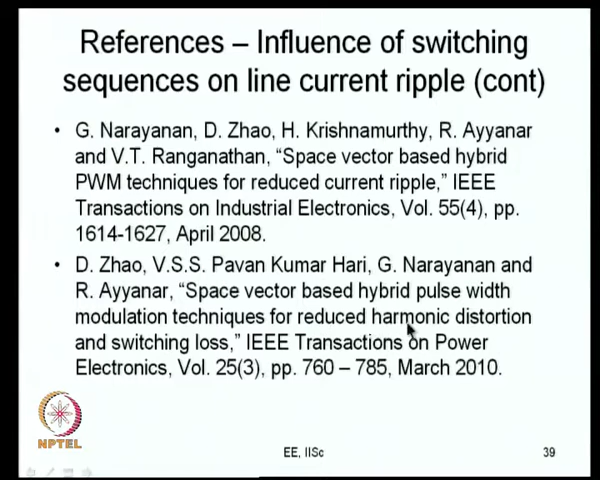 References – Influence of switching
sequences on line current ripple (cont)
• G. Narayanan, D. Zhao, H. Krishnamurthy, R. Ayyanar
and V.T. Ranganathan, “Space vector based hybrid
PWM techniques for reduced current ripple,” IEEE
Transactions on Industrial Electronics, Vol. 55(4), pp.
1614-1627, April 2008.
• D. Zhao, V.S.S. Pavan Kumar Hari, G. Narayanan and
R. Ayyanar, “Space vector based hybrid pulse width
modulation techniques for reduced harmonic distortion
and switching loss,” IEEE Transactions on Power
Electronics, Vol. 25(3), pp. 760 – 785, March 2010.
NPTEL
EE, IISc
39